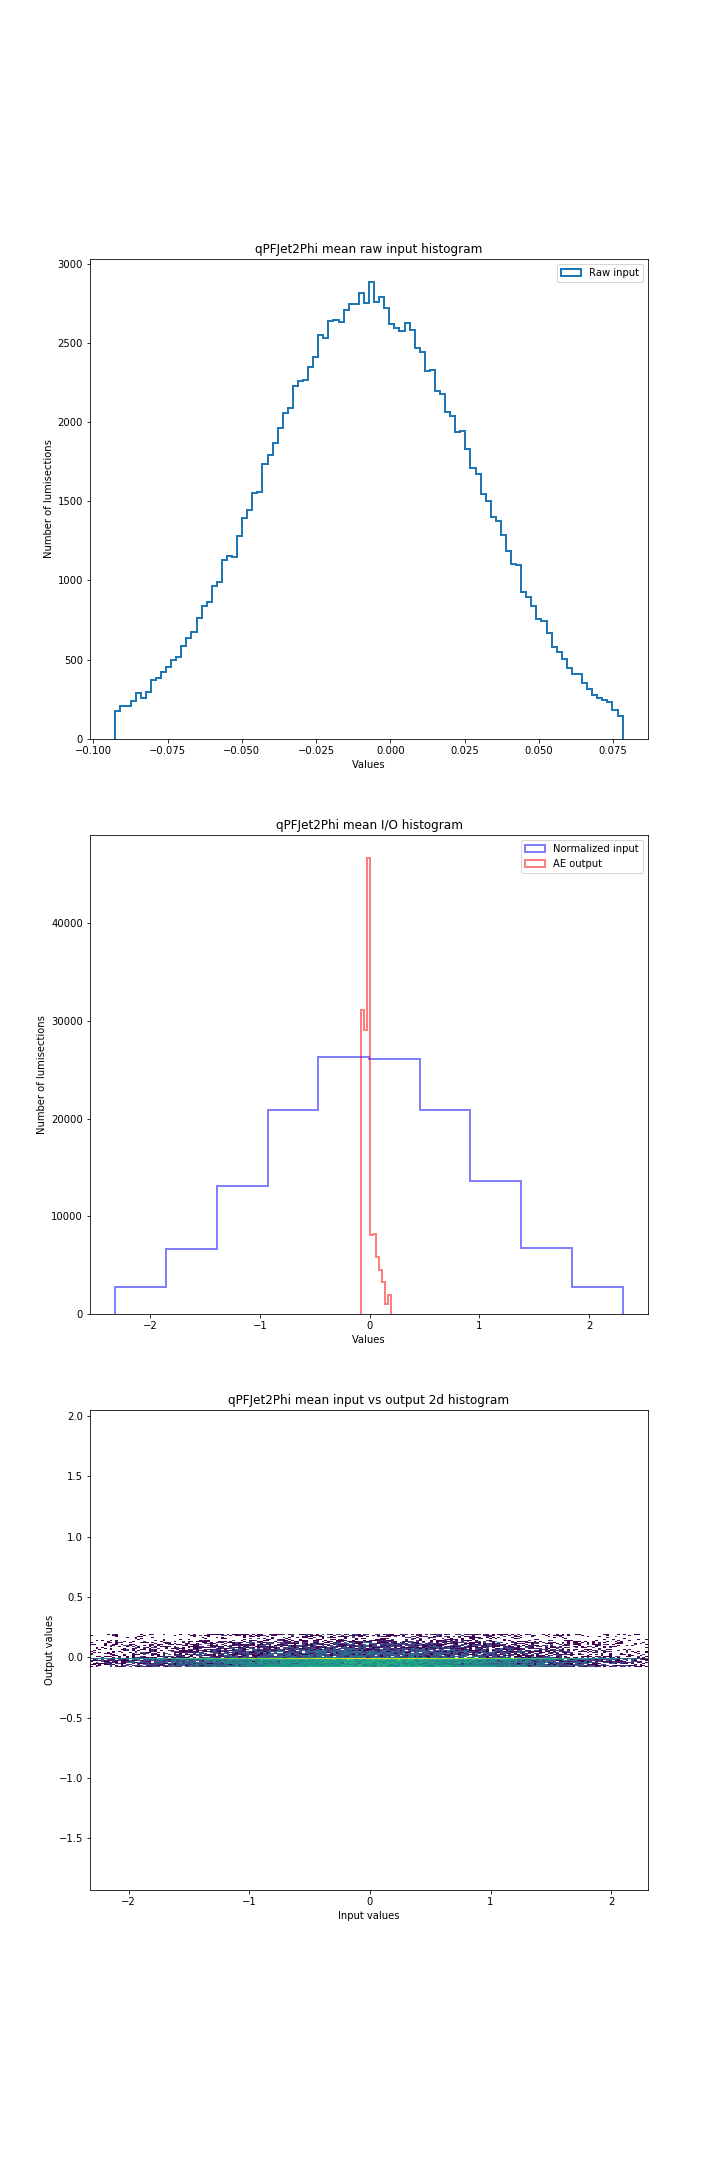 qPFJet2Phi mean raw input histogram
3000
2500
2000
1500
1000
500
0
Number of lumisections
Raw input
−0.100 −0.075 −0.050 −0.025 0.000 0.025 0.050 0.075
Values
qPFJet2Phi mean I/O histogram
40000
30000
20000
10000
0
Number of lumisections
Normalized input
AE output
−2 −1 0 1 2
Values
qPFJet2Phi mean input vs output 2d histogram
2.0
1.5
1.0
0.5
0.0
−0.5
−1.0
−1.5
Output values
−2 −1 0 1 2
Input values